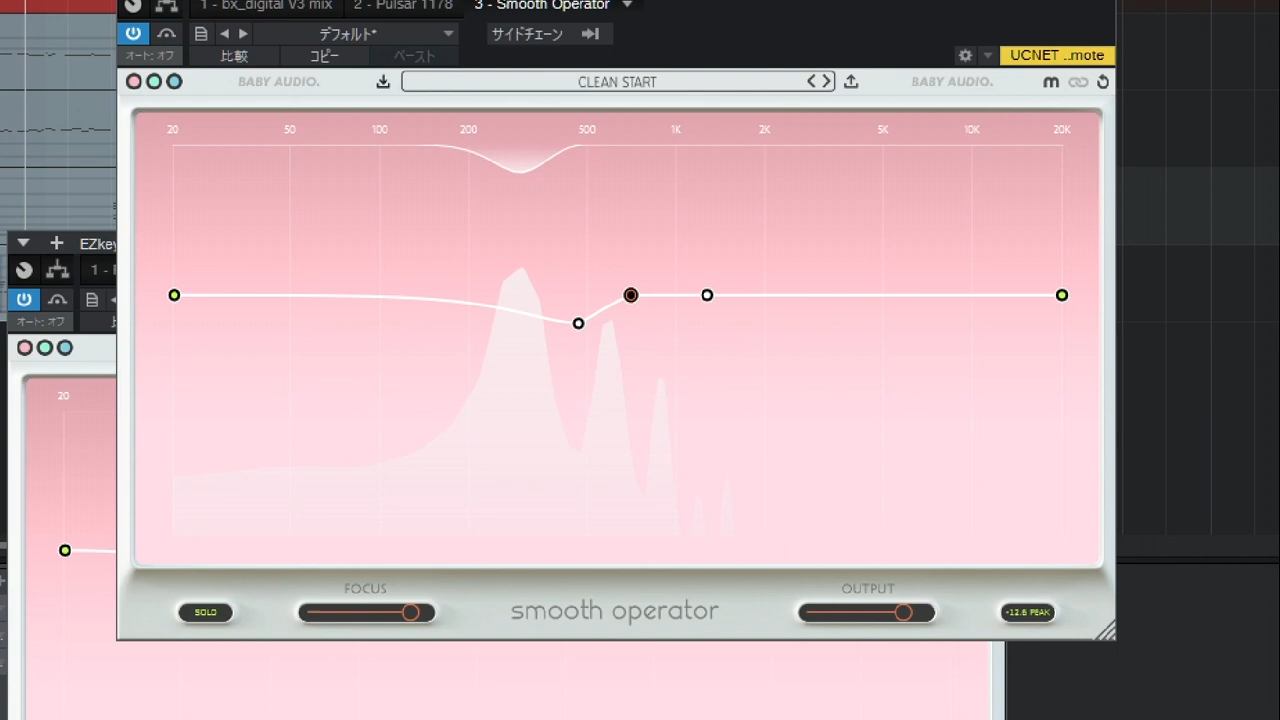 1 - bx_digital V3 mix 2 - Pulsar 1178 3 - Smooth Operator
デフォルト* サイドチェーン
オート: オフ 比較 コピー ペースト UCNET ..mote
BABY AUDIO. CLEAN START BABY AUDIO. m
20 50 100 200 500 1K 2K 5K 10K 20K
EZkey
1 -
オート: オフ
20
FOCUS OUTPUT
SOLO smooth operator -12.6 PEAK